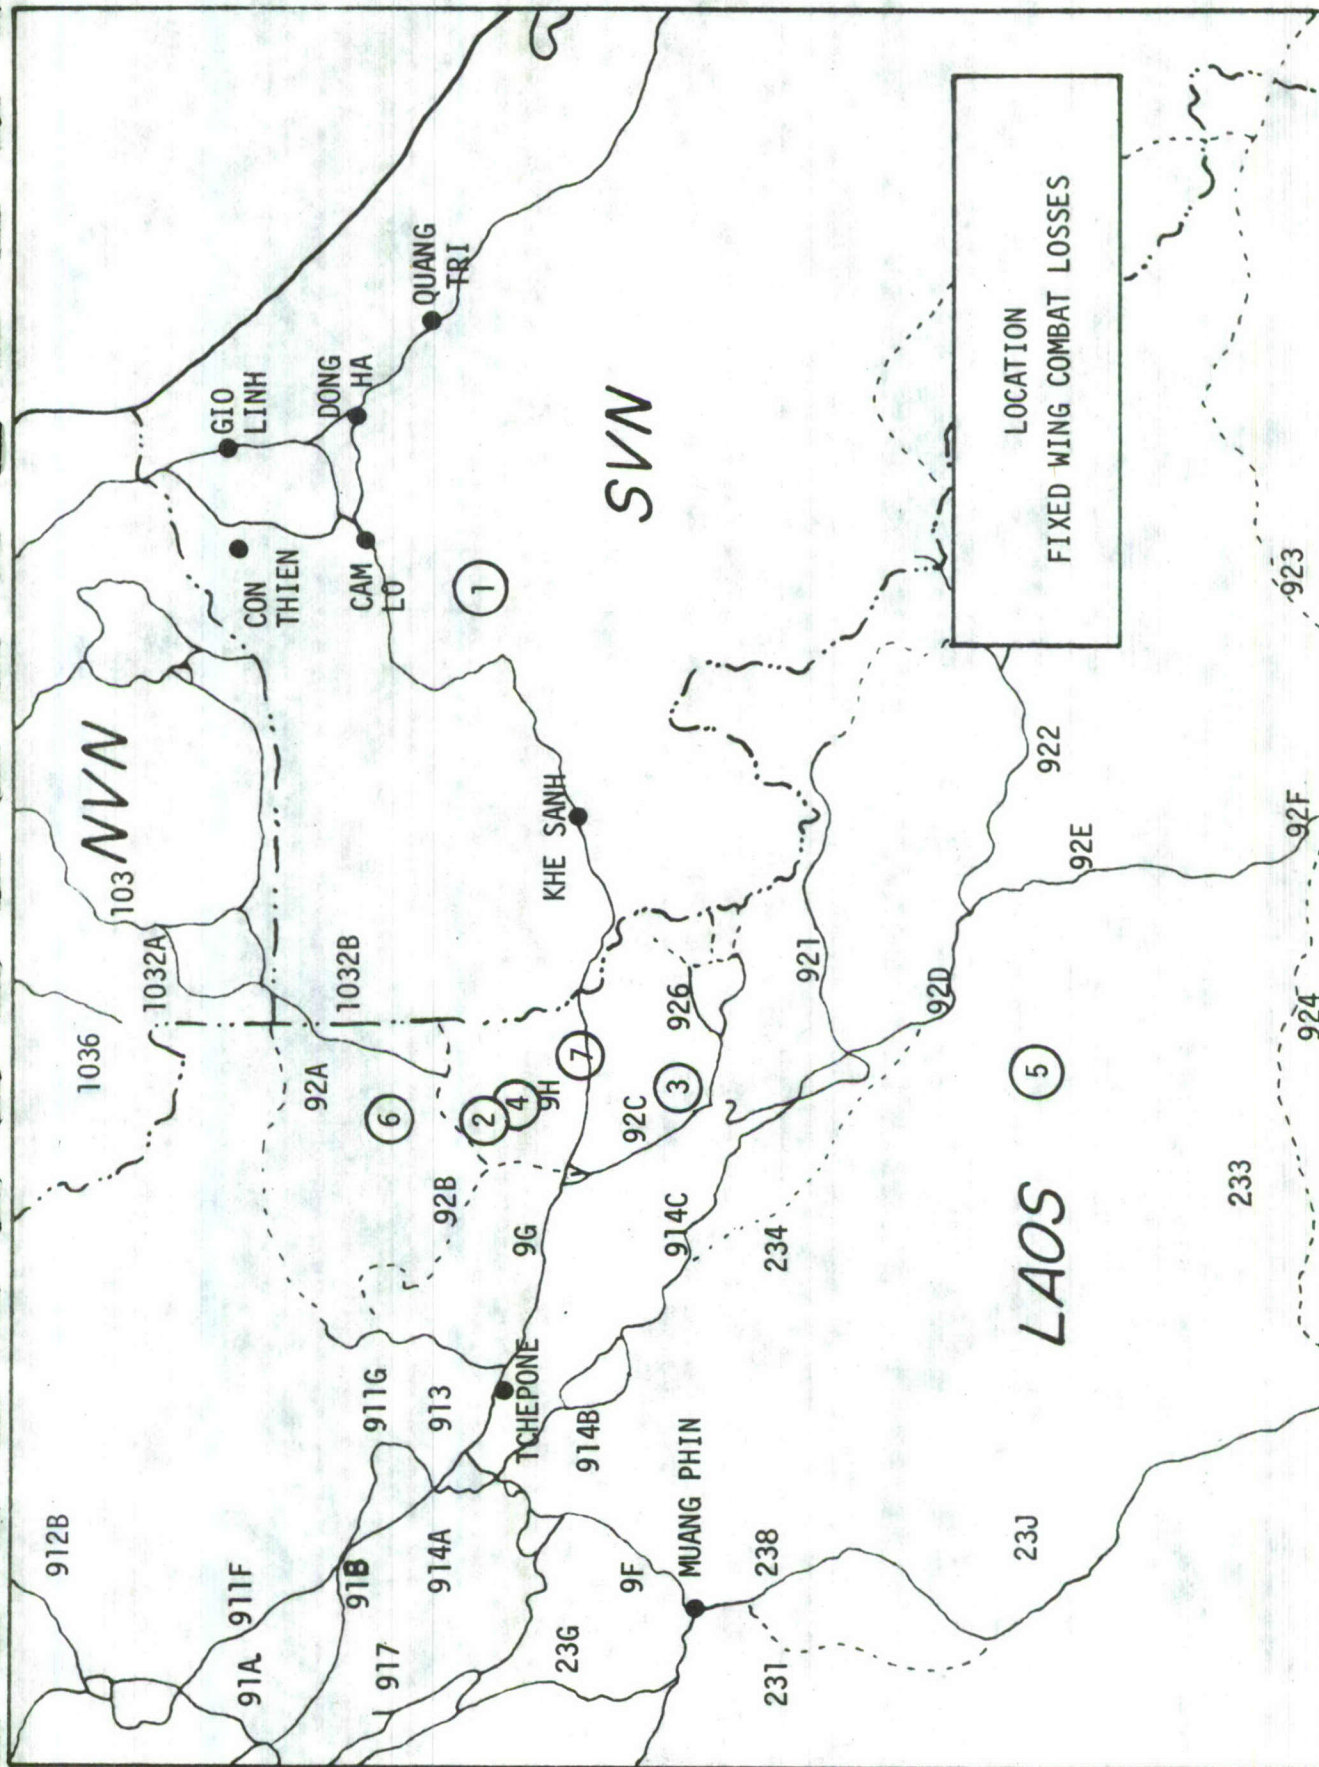 NVN
103
1036
1032A
1032B
GIO
LINH
CON
THIEN
DONG
HA
CAM
LO
QUANG
TRI
1
SVN
KHE SANH
912B
911F
91A
91B
917
914A
911G
913
92A
6
92B
2
4
9H
7
9G
TCHEPONE
914B
23G
9F
MUANG PHIN
92C
3
926
914C
921
234
92D
23B
231
23J
LAOS
5
922
92E
233
924
92F
923
LOCATION
FIXED WING COMBAT LOSSES